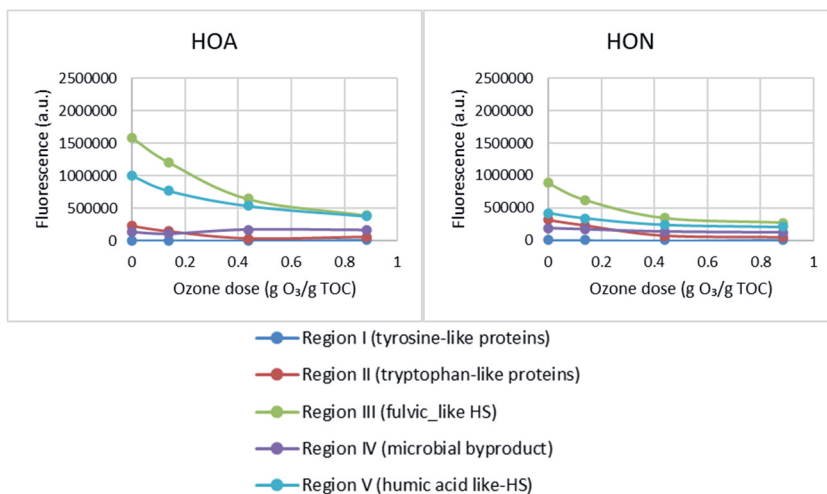 HOA
2500000
2000000
1500000
1000000
500000
0
Fluorescence (a.u.)
0 0.2 0.4 0.6 0.8 1
Ozone dose (g O₃/g TOC)
HON
2500000
2000000
1500000
1000000
500000
0
Fluorescence (a.u.)
0 0.2 0.4 0.6 0.8 1
Ozone dose (g O₃/g TOC)
Region I (tyrosine-like proteins)
Region II (tryptophan-like proteins)
Region III (fulvic_like HS)
Region IV (microbial byproduct)
Region V (humic acid like-HS)